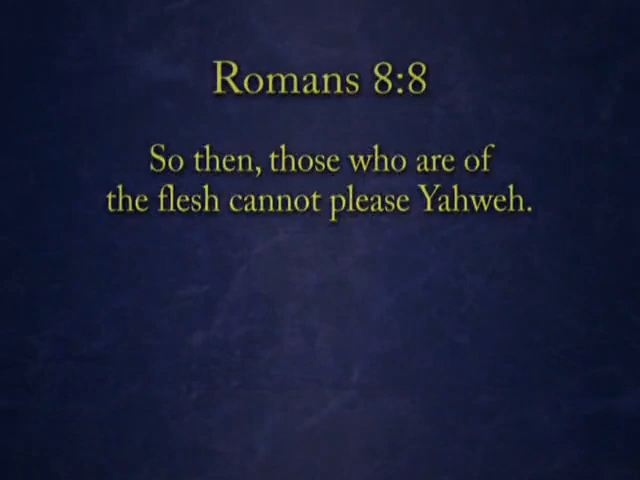 Romans 8:8
So then, those who are of
the flesh cannot please Yahweh.